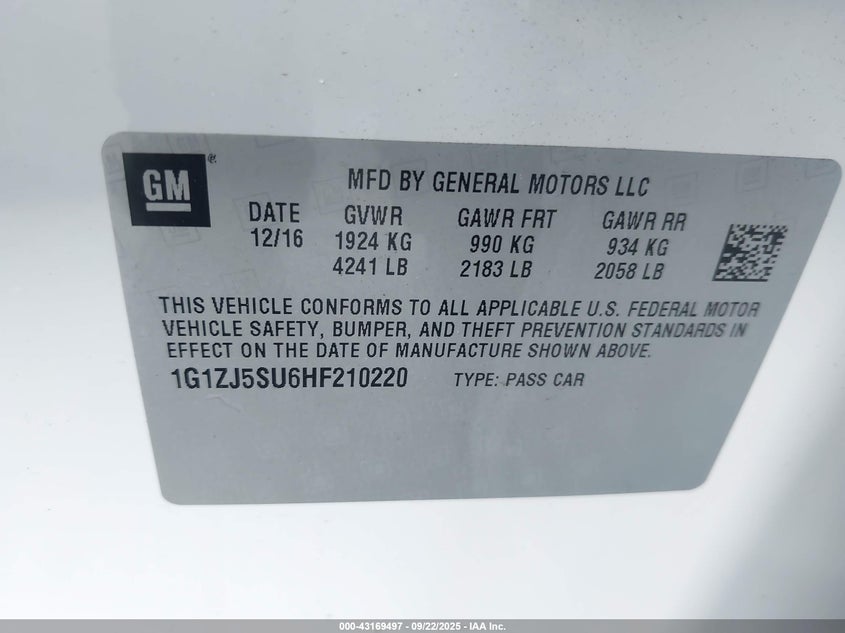 GM
MFD BY GENERAL MOTORS LLC
DATE GVWR GAWR FRT GAWR RR
12/16 1924 KG 990 KG 934 KG
4241 LB 2183 LB 2058 LB
THIS VEHICLE CONFORMS TO ALL APPLICABLE U.S. FEDERAL MOTOR
VEHICLE SAFETY, BUMPER, AND THEFT PREVENTION STANDARDS IN
EFFECT ON THE DATE OF MANUFACTURE SHOWN ABOVE.
1G1ZJ5SU6HF210220 TYPE: PASS CAR
000-43169497 - 09/22/2025 - IAA Inc.